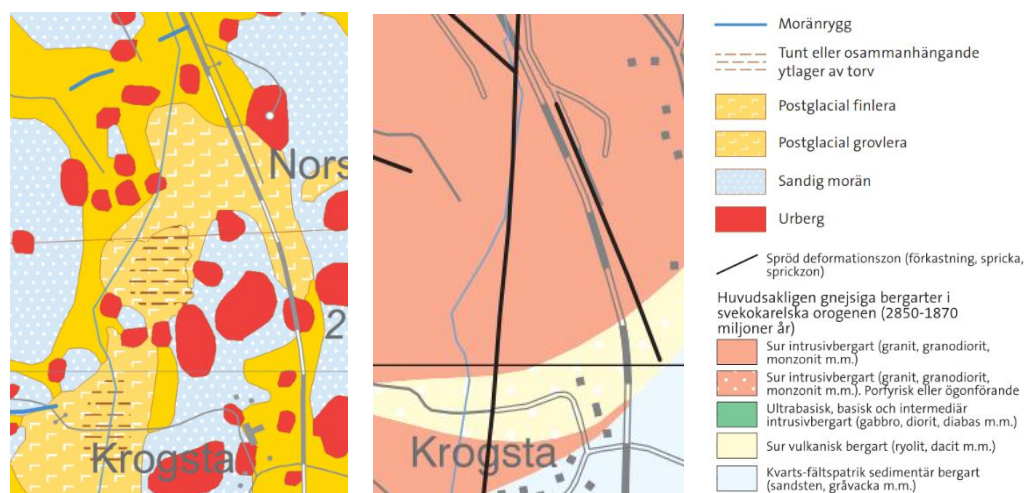 Nors
2
Krogsta
Krogsta
Moränrygg
Tunt eller osammanhängande
ytlager av torv
Postglacial finlera
Postglacial grovlera
Sandig morän
Urberg
Spröd deformationszon (förkastning, spricka,
sprickzon)
Huvudsakligen gnejsiga bergarter i
svekokarelska orogenen (2850-1870
miljoner år)
Sur intrusivbergart (granit, granodiorit,
monzonit m.m.)
Sur intrusivbergart (granit, granodiorit,
monzonit m.m.). Porfyrisk eller ögonförande
Ultrabasisk, basisk och intermediär
intrusivbergart (gabbro, diorit, diabas m.m.)
Sur vulkanisk bergart (ryolit, dacit m.m.)
Kvarts-fältspatrik sedimentär bergart
(sandsten, gråvacka m.m.)